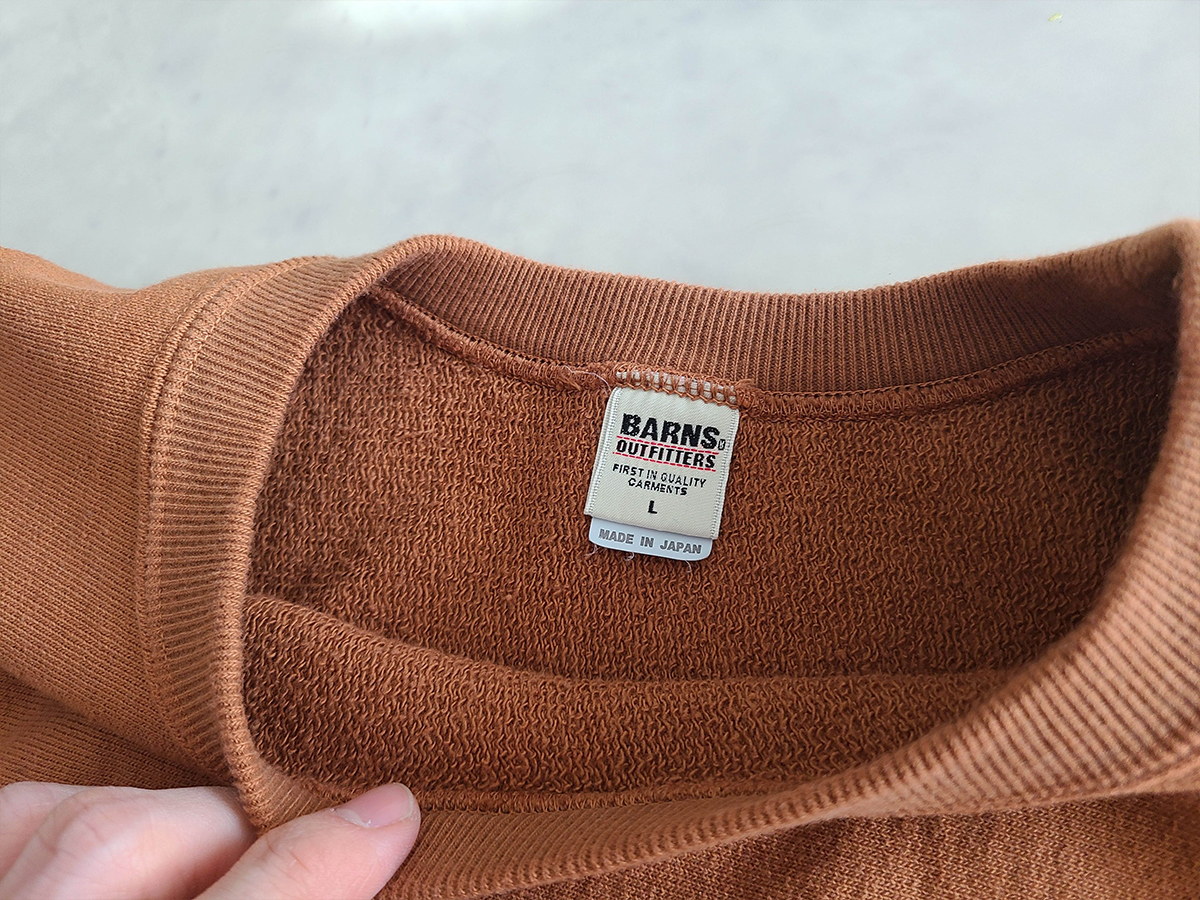 BARNS
OUTFITTERS
FIRST IN QUALITY
GARMENTS
L
MADE IN JAPAN